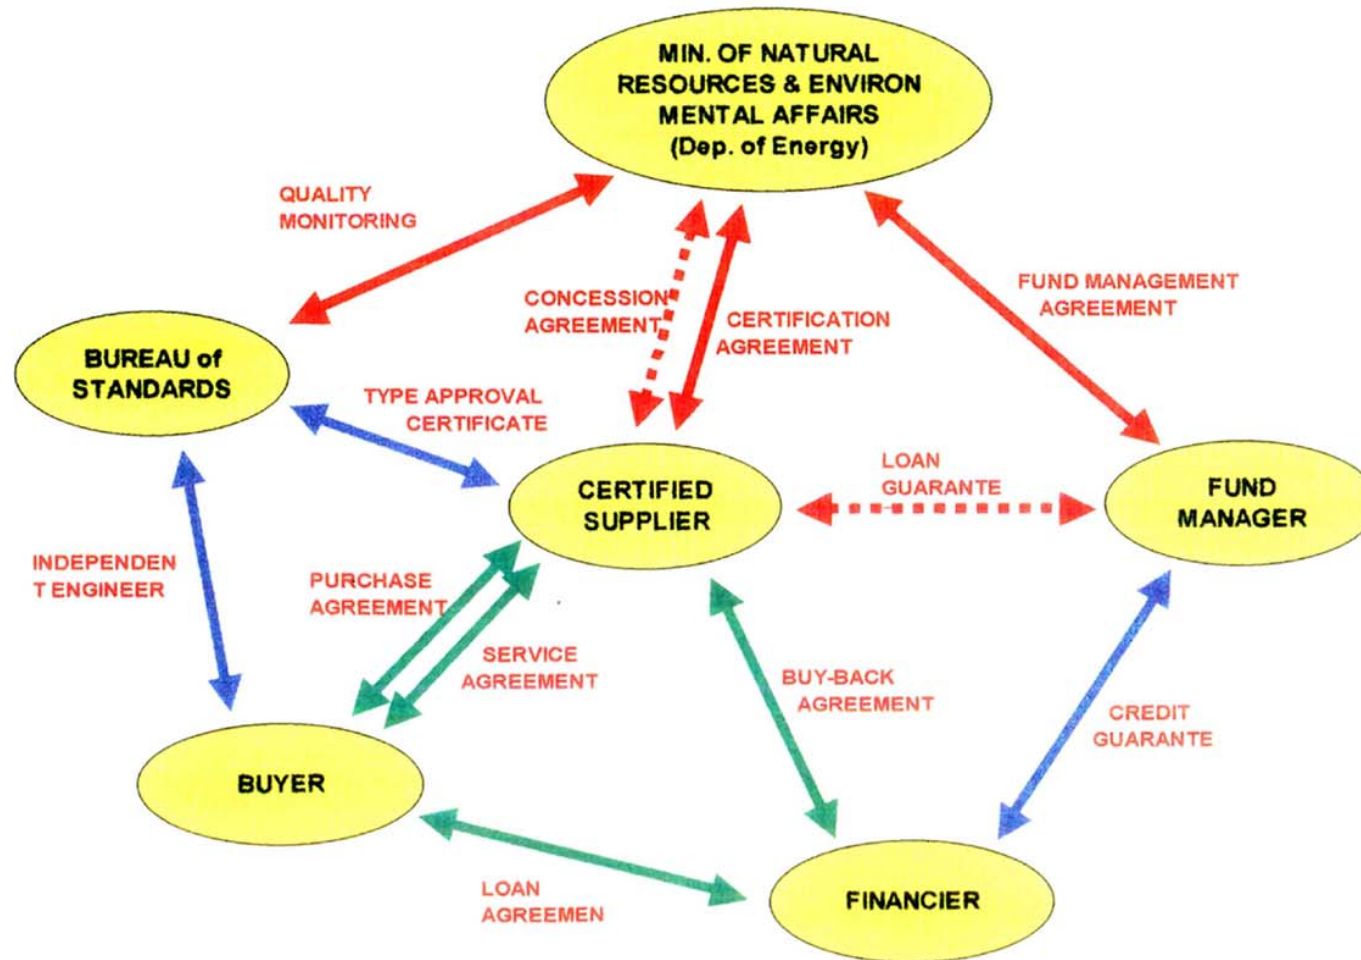 MIN. OF NATURAL
RESOURCES & ENVIRON
MENTAL AFFAIRS
(Dep. of Energy)
QUALITY
MONITORING
CONCESSION
AGREEMENT
CERTIFICATION
AGREEMENT
FUND MANAGEMENT
AGREEMENT
BUREAU of
STANDARDS
TYPE APPROVAL
CERTIFICATE
CERTIFIED
SUPPLIER
LOAN
GUARANTE
FUND
MANAGER
INDEPENDEN
T ENGINEER
PURCHASE
AGREEMENT
SERVICE
AGREEMENT
BUY-BACK
AGREEMENT
CREDIT
GUARANTE
BUYER
LOAN
AGREEMEN
FINANCIER